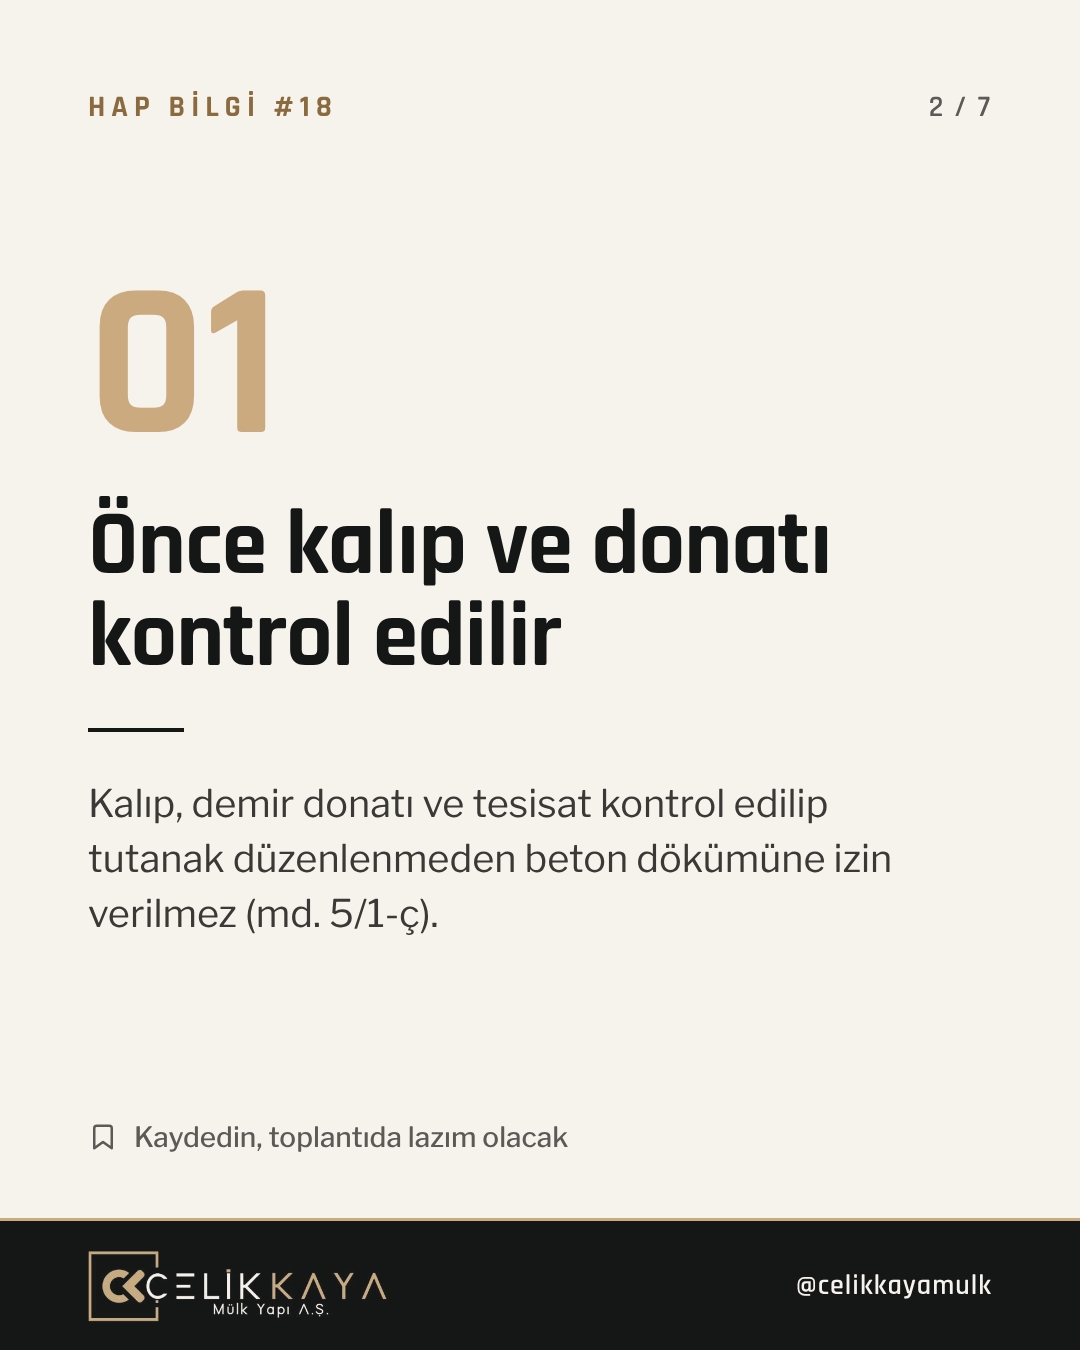 HAP BİLGİ #18
2 / 7
01
Önce kalıp ve donatı
kontrol edilir
Kalıp, demir donatı ve tesisat kontrol edilip
tutanak düzenlenmeden beton dökümüne izin
verilmez (md. 5/1-ç).
Kaydedin, toplantıda lazım olacak
CK ÇELİKKAYA
Mülk Yapı A.Ş.
@celikkayamulk